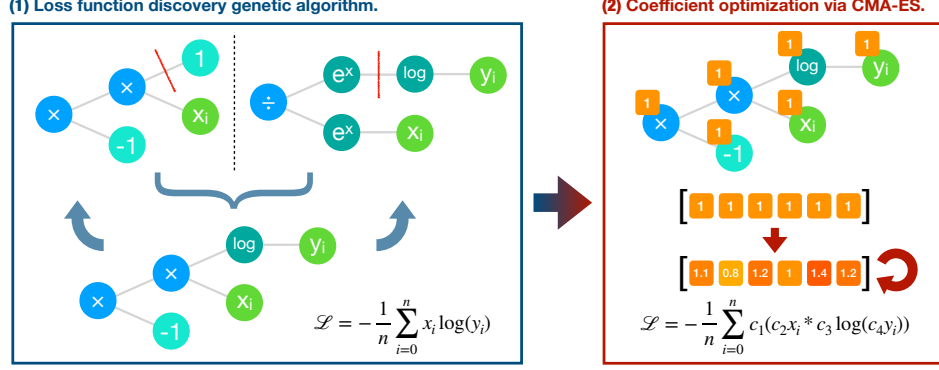 (1) Loss function discovery genetic algorithm.
1
×
×
xᵢ
-1
eˣ
log
yᵢ
÷
eˣ
xᵢ
log
yᵢ
×
×
xᵢ
-1
ℒ = − 1/n ∑ⁿᵢ₌₀ xᵢ log(yᵢ)
(2) Coefficient optimization via CMA-ES.
1 1
log
yᵢ
1
×
1
1
×
xᵢ
1
-1
[ 1 1 1 1 1 1 ]
[ 1.1 0.8 1.2 1 1.4 1.2 ]
ℒ = − 1/n ∑ⁿᵢ₌₀ c₁(c₂xᵢ * c₃ log(c₄yᵢ))